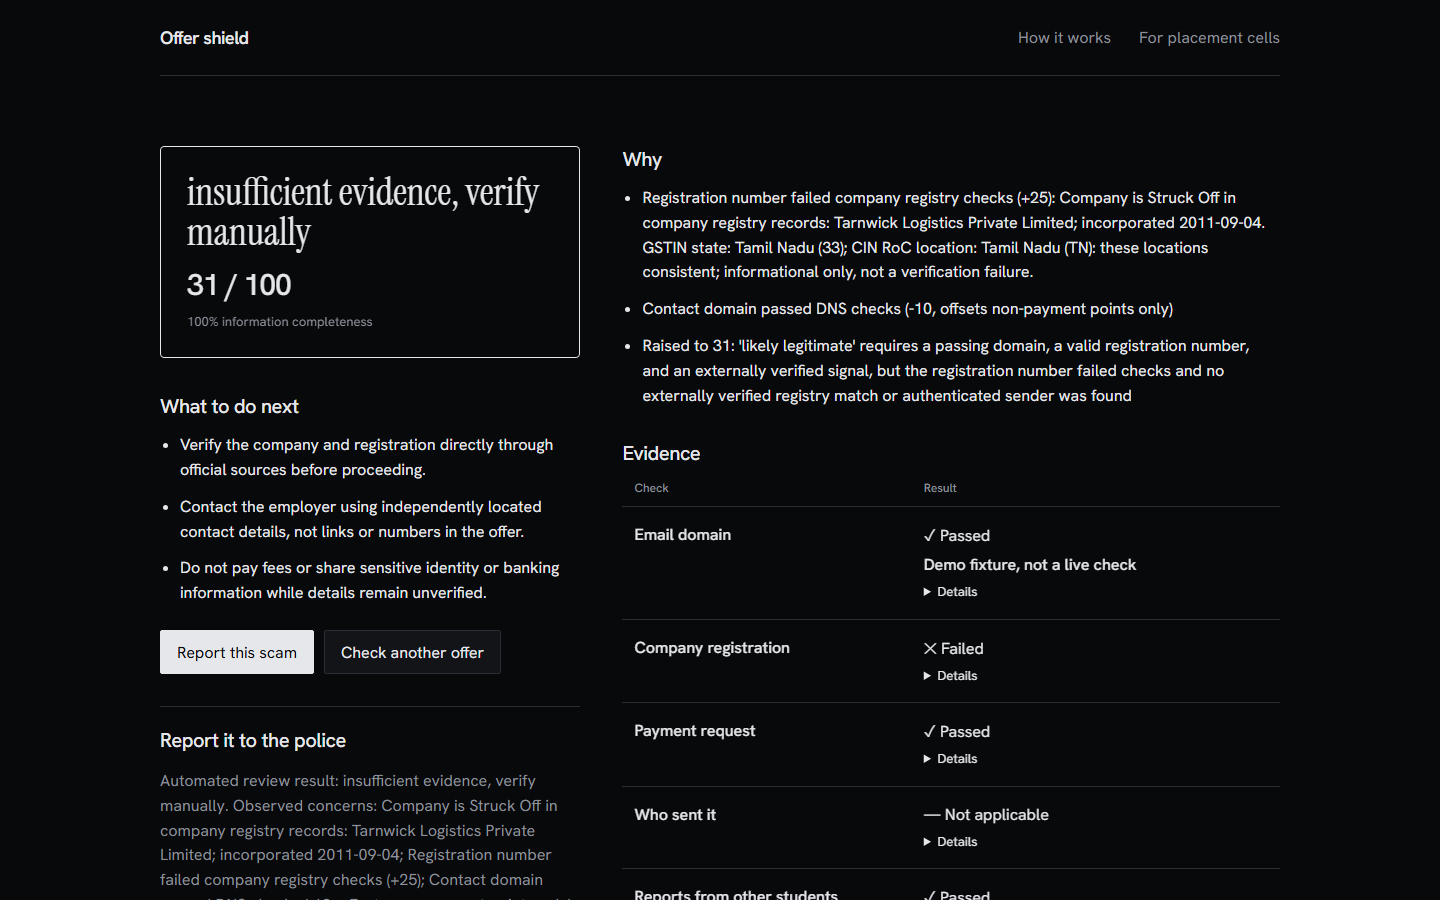 Offer shield
How it works
For placement cells
insufficient evidence, verify
manually
31 / 100
100% information completeness
What to do next
• Verify the company and registration directly through
official sources before proceeding.
• Contact the employer using independently located
contact details, not links or numbers in the offer.
• Do not pay fees or share sensitive identity or banking
information while details remain unverified.
Report this scam
Check another offer
Report it to the police
Automated review result: insufficient evidence, verify
manually. Observed concerns: Company is Struck Off in
company registry records: Tarnwick Logistics Private
Limited; incorporated 2011-09-04; Registration number
failed company registry checks (+25); Contact domain
Why
• Registration number failed company registry checks (+25): Company is Struck Off in
company registry records: Tarnwick Logistics Private Limited; incorporated 2011-09-04.
GSTIN state: Tamil Nadu (33); CIN RoC location: Tamil Nadu (TN): these locations
consistent; informational only, not a verification failure.
• Contact domain passed DNS checks (-10, offsets non-payment points only)
• Raised to 31: 'likely legitimate' requires a passing domain, a valid registration number,
and an externally verified signal, but the registration number failed checks and no
externally verified registry match or authenticated sender was found
Evidence
Check
Result
Email domain
✓ Passed
Demo fixture, not a live check
▶ Details
Company registration
✕ Failed
▶ Details
Payment request
✓ Passed
▶ Details
Who sent it
— Not applicable
▶ Details
Reports from other students
✓ Passed